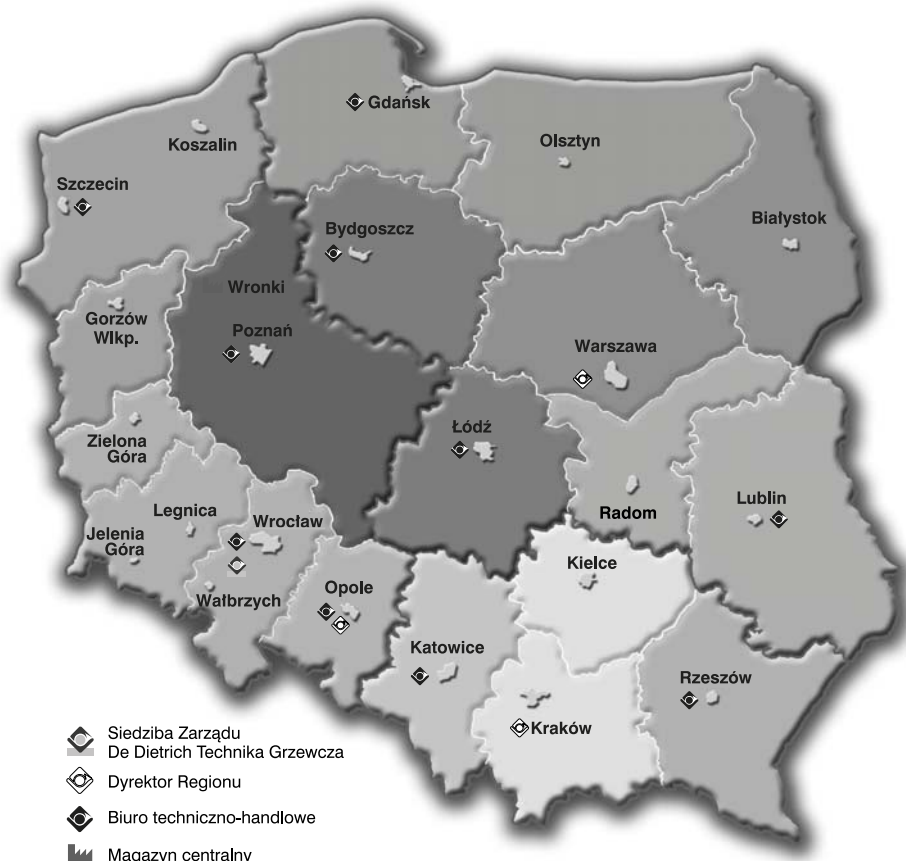 Gdańsk
Koszalin
Olsztyn
Szczecin
Białystok
Bydgoszcz
Wronki
Gorzów
Wlkp.
Poznań
Warszawa
Łódź
Zielona
Góra
Lublin
Legnica
Radom
Wrocław
Jelenia
Góra
Kielce
Opole
Wałbrzych
Katowice
Rzeszów
Kraków
Siedziba Zarządu
De Dietrich Technika Grzewcza
Dyrektor Regionu
Biuro techniczno-handlowe
Magazyn centralny